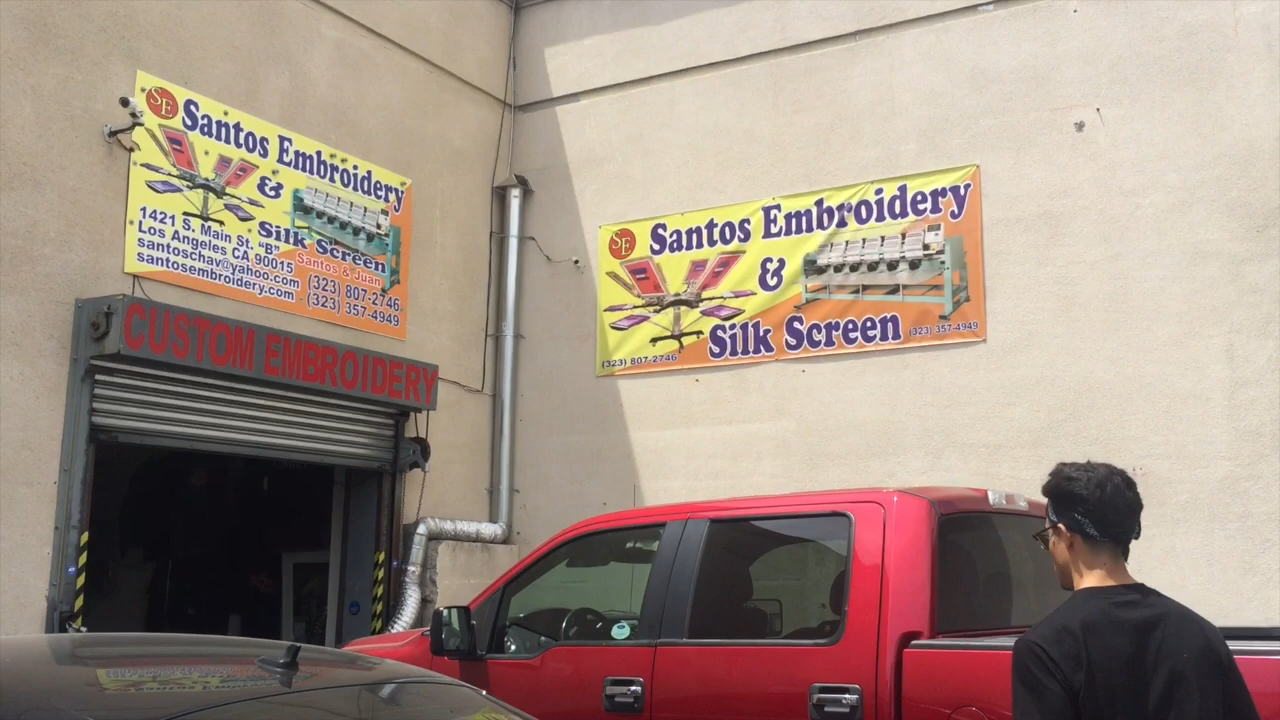 SE
Santos Embroidery
&
Silk Screen
1421 S. Main St. "B"
Los Angeles CA 90015
santoschav@yahoo.com
santosembroidery.com -
Santos & Juan
(323) 807-2746
(323) 357-4949
CUSTOM EMBROIDERY
SE
Santos Embroidery
&
Silk Screen
(323) 807-2746
(323) 357-4949